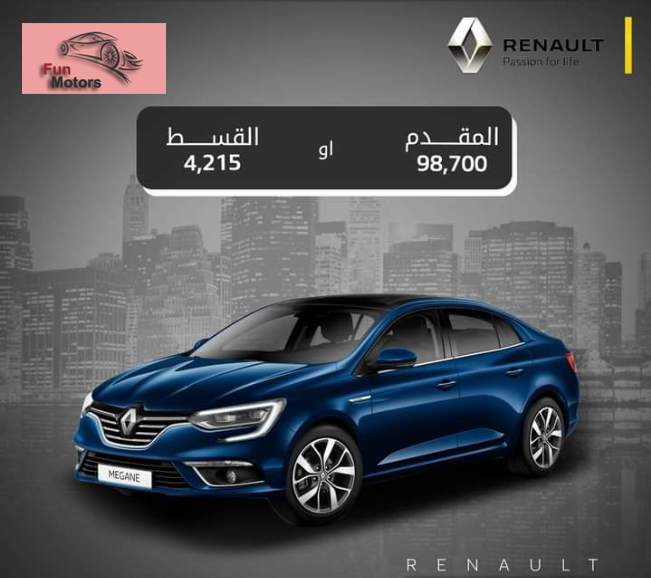 Fun
Motors
RENAULT
Passion for life
المقدم او القسط
98,700 4,215
MEGANE
RENAULT